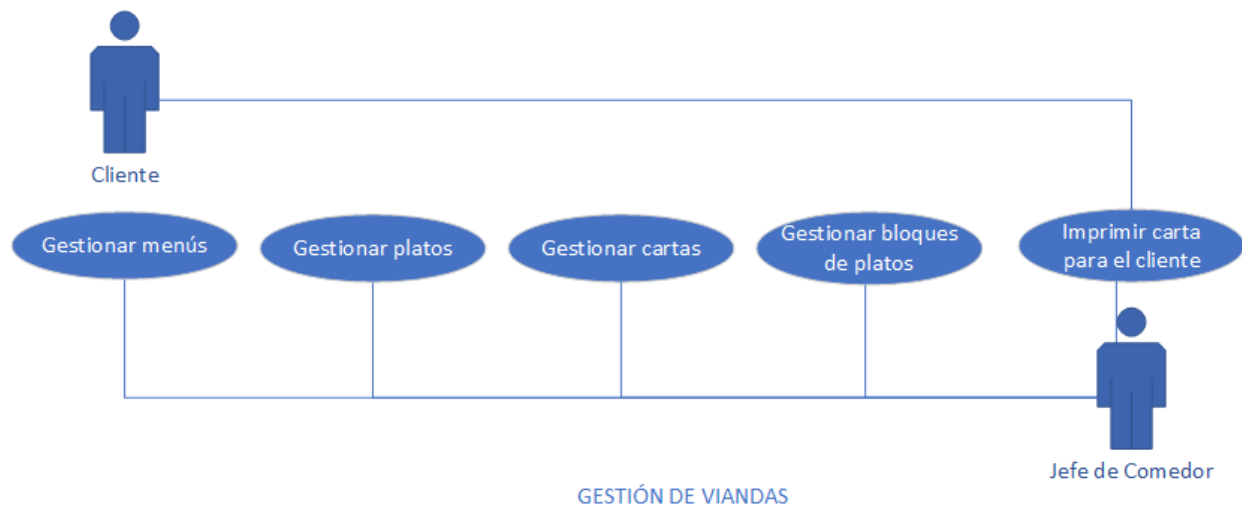 Cliente
Gestionar menús
Gestionar platos
Gestionar cartas
Gestionar bloques
de platos
Imprimir carta
para el cliente
Jefe de Comedor
GESTIÓN DE VIANDAS